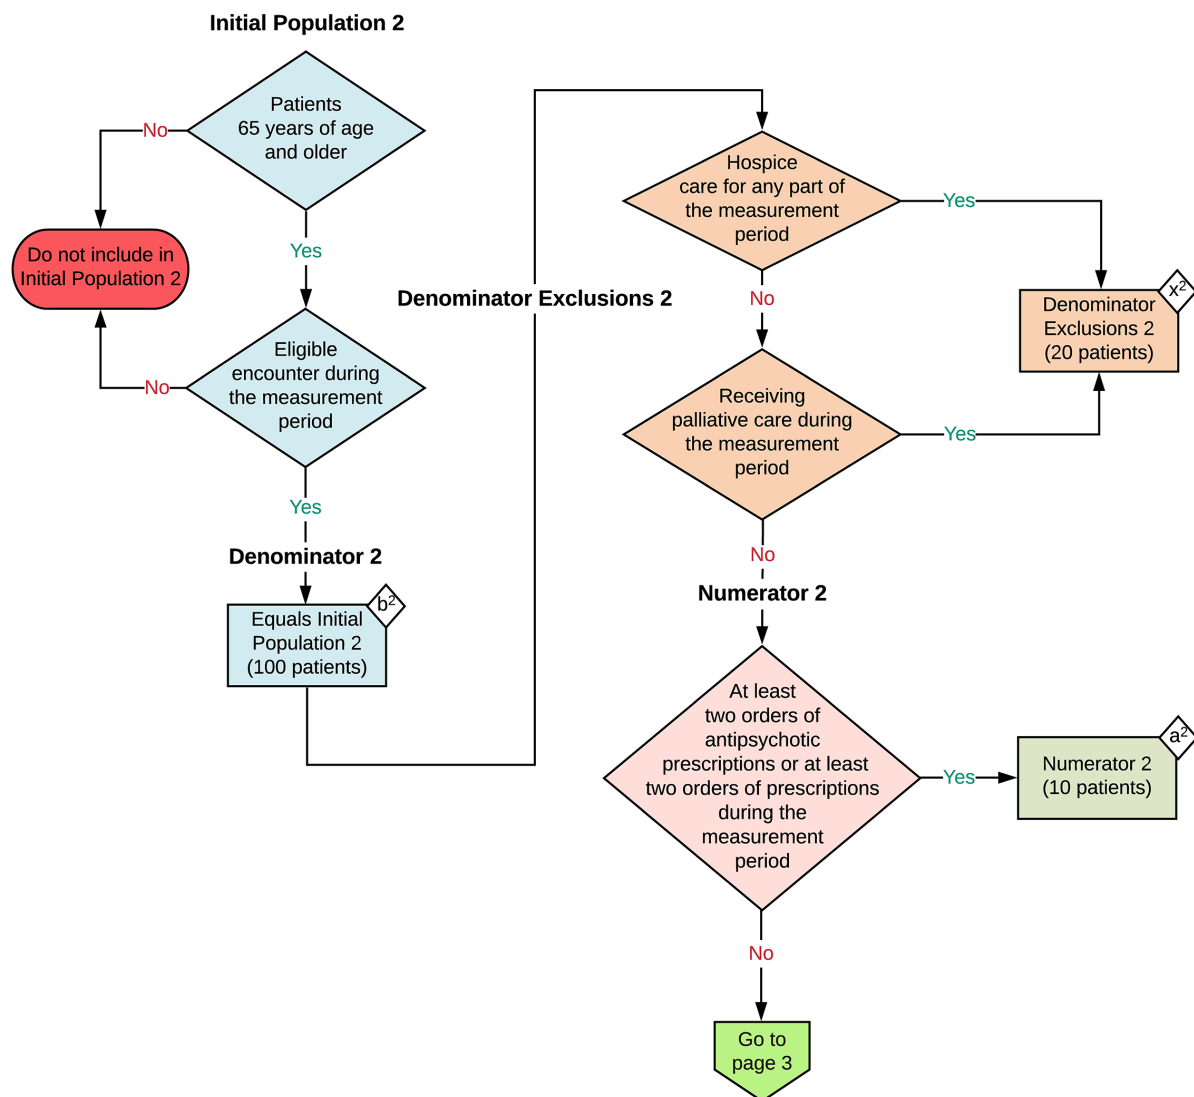 Initial Population 2
Patients
65 years of age
and older
No
Yes
Do not include in
Initial Population 2
Eligible
encounter during
the measurement
period
No
Yes
Denominator 2
b²
Equals Initial
Population 2
(100 patients)
Denominator Exclusions 2
Hospice
care for any part of
the measurement
period
Yes
No
x²
Denominator
Exclusions 2
(20 patients)
Receiving
palliative care during
the measurement
period
Yes
No
Numerator 2
At least
two orders of
antipsychotic
prescriptions or at least
two orders of prescriptions
during the
measurement
period
Yes
a²
Numerator 2
(10 patients)
No
Go to
page 3